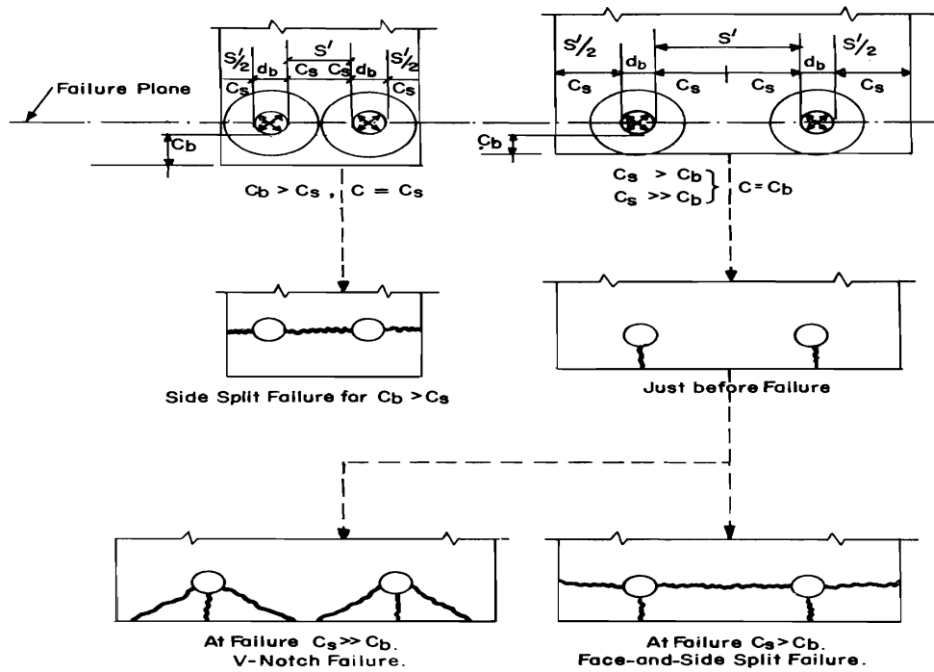 S'
S'/2 d_b d_b S'/2
C_s C_s C_s C_s
Failure Plane
C_b
C_b > C_s , C = C_s
S'
S'/2 d_b d_b S'/2
C_s C_s C_s C_s
C_b
C_s > C_b
C_s >> C_b } C = C_b
Side Split Failure for C_b > C_s
Just before Failure
At Failure C_s >> C_b.
V-Notch Failure.
At Failure C_s > C_b.
Face-and-Side Split Failure.